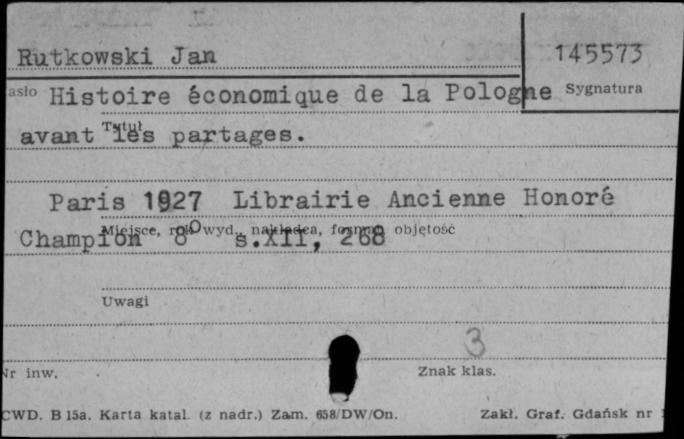 Rutkowski Jan
145573
Sygnatura
asło Histoire économique de la Pologne
avant les partages.
Tytuł
Paris 1927 Librairie Ancienne Honoré
Champion 8° s.XII, 268
Miejsce, rok wyd., nakładca, format, objętość
Uwagi
3
Nr inw.
Znak klas.
CWD. B 15a. Karta katal. (z nadr.) Zam. 658/DW/On.
Zakł. Graf. Gdańsk nr 1